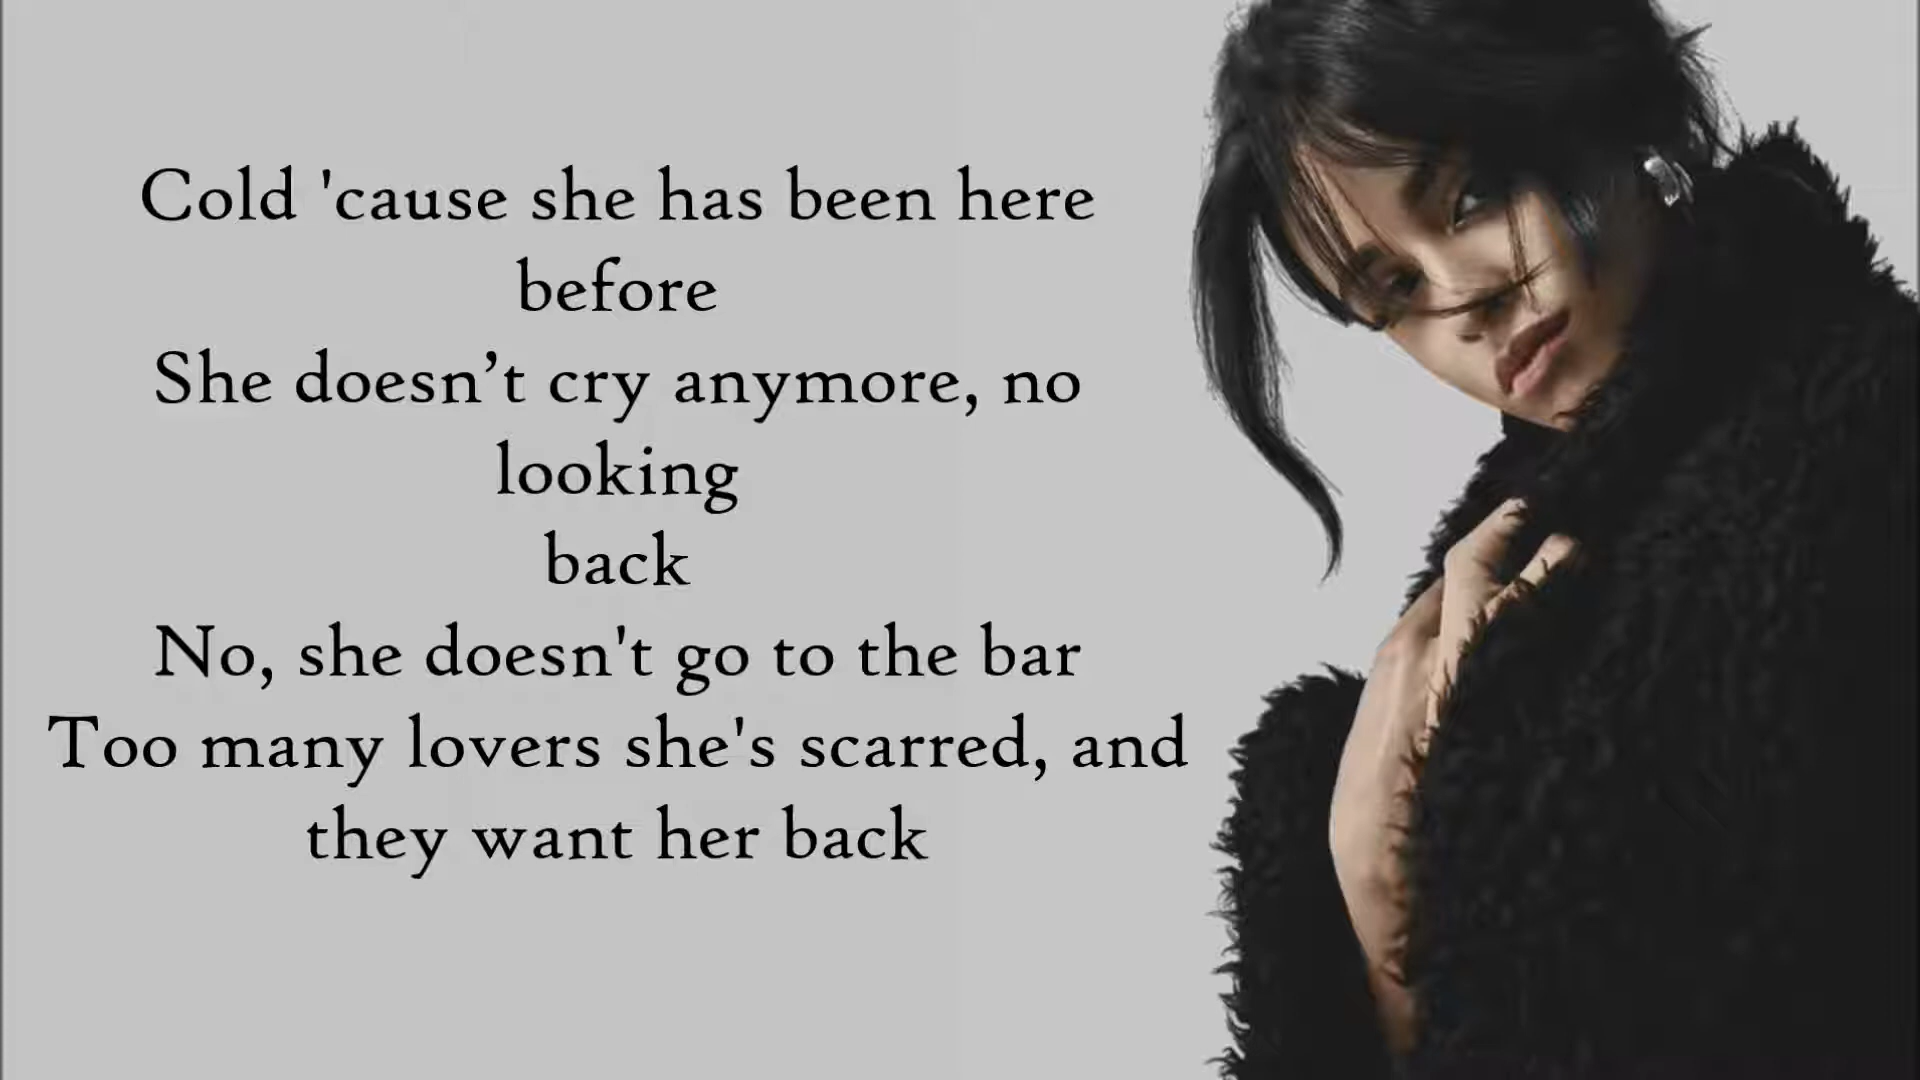 Cold 'cause she has been here
before
She doesn’t cry anymore, no
looking
back
No, she doesn't go to the bar
Too many lovers she's scarred, and
they want her back